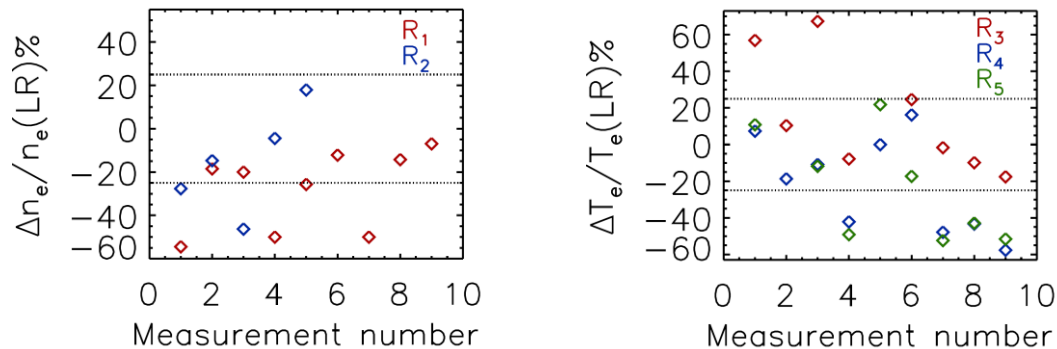 R₁
R₂
40
20
0
−20
−40
−60
Δnₑ/nₑ(LR)%
0 2 4 6 8 10
Measurement number
R₃
R₄
R₅
60
40
20
0
−20
−40
−60
ΔTₑ/Tₑ(LR)%
0 2 4 6 8 10
Measurement number